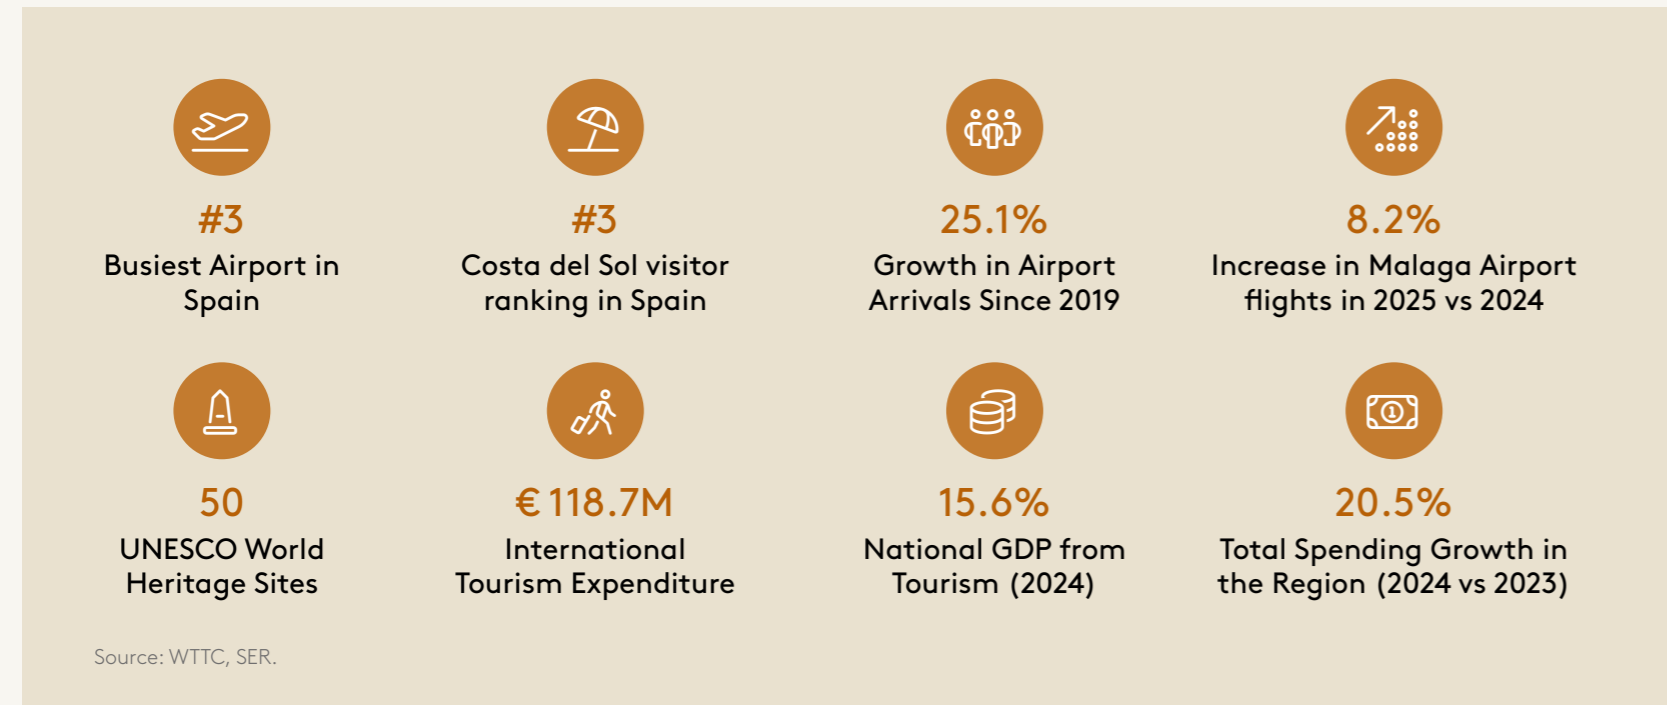 #3
Busiest Airport in
Spain
#3
Costa del Sol visitor
ranking in Spain
25.1%
Growth in Airport
Arrivals Since 2019
8.2%
Increase in Malaga Airport
flights in 2025 vs 2024
50
UNESCO World
Heritage Sites
€ 118.7M
International
Tourism Expenditure
15.6%
National GDP from
Tourism (2024)
1
20.5%
Total Spending Growth in
the Region (2024 vs 2023)
Source: WTTC, SER.